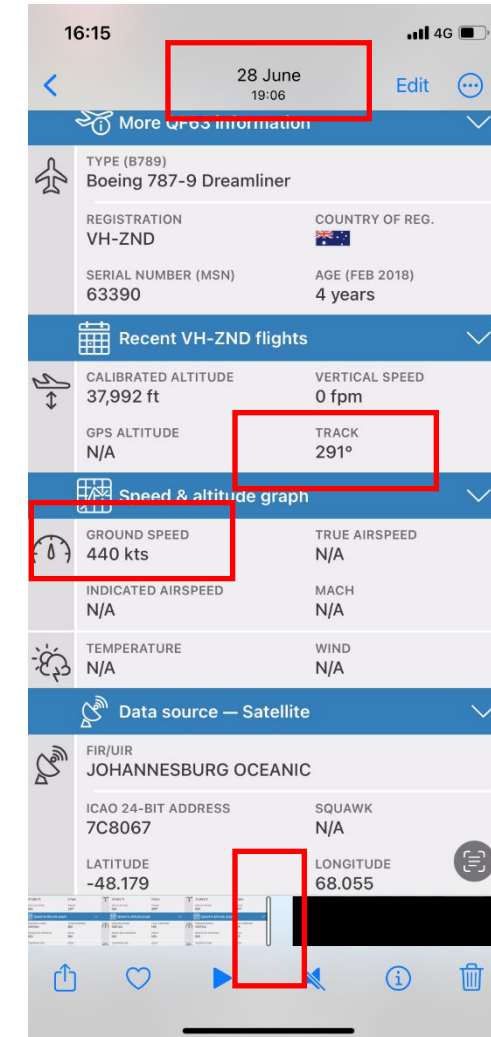 16:15
4G
28 June
19:06
Edit
More QF63 information
TYPE (B789)
Boeing 787-9 Dreamliner
REGISTRATION
COUNTRY OF REG.
VH-ZND
SERIAL NUMBER (MSN)
AGE (FEB 2018)
63390
4 years
Recent VH-ZND flights
CALIBRATED ALTITUDE
VERTICAL SPEED
37,992 ft
0 fpm
GPS ALTITUDE
TRACK
N/A
291°
Speed & altitude graph
GROUND SPEED
TRUE AIRSPEED
440 kts
N/A
INDICATED AIRSPEED
MACH
N/A
N/A
TEMPERATURE
WIND
N/A
N/A
Data source — Satellite
FIR/UIR
JOHANNESBURG OCEANIC
ICAO 24-BIT ADDRESS
SQUAWK
7C8067
N/A
LATITUDE
LONGITUDE
-48.179
68.055